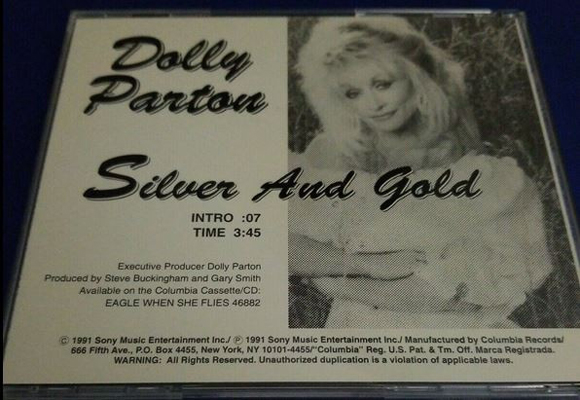 Dolly
Parton
Silver And Gold
INTRO :07
TIME 3:45
Executive Producer Dolly Parton
Produced by Steve Buckingham and Gary Smith
Available on the Columbia Cassette/CD:
EAGLE WHEN SHE FLIES 46882
© 1991 Sony Music Entertainment Inc./ ℗ 1991 Sony Music Entertainment Inc./ Manufactured by Columbia Records/
666 Fifth Ave., P.O. Box 4455, New York, NY 10101-4455/"Columbia" Reg. U.S. Pat. & Tm. Off. Marca Registrada.
WARNING: All Rights Reserved. Unauthorized duplication is a violation of applicable laws.